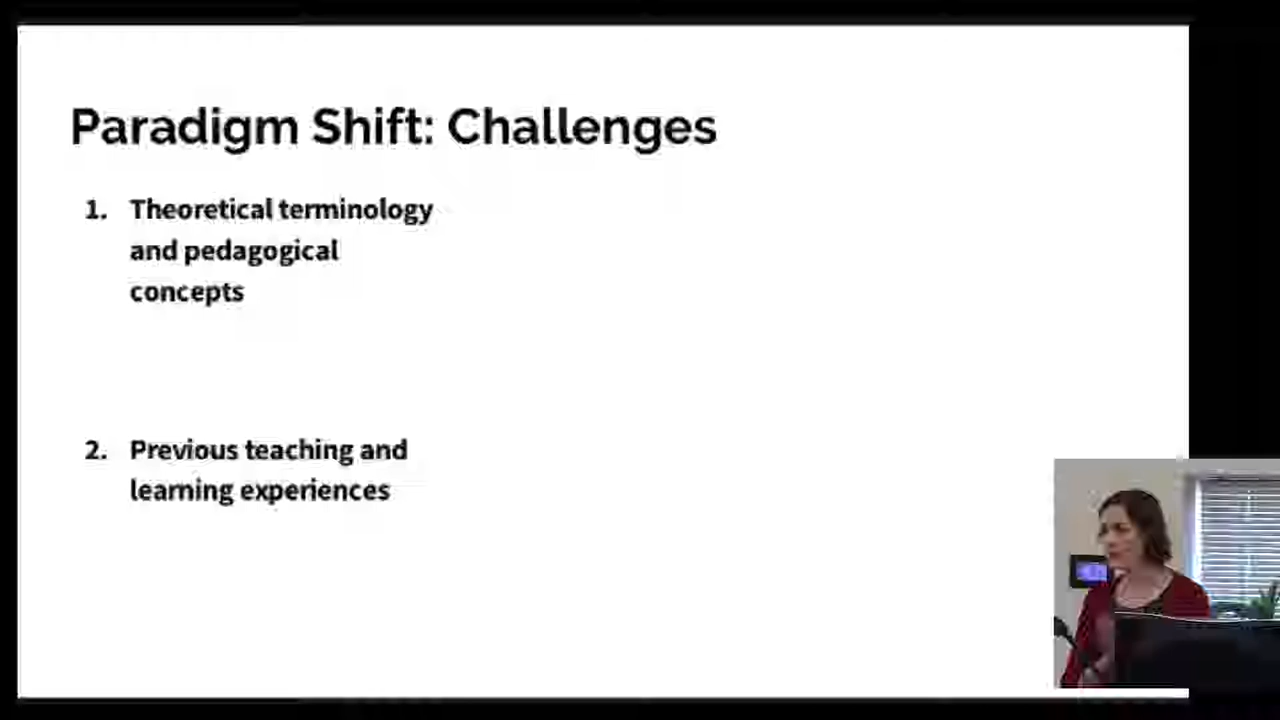 Paradigm Shift: Challenges
1. Theoretical terminology
and pedagogical
concepts
2. Previous teaching and
learning experiences